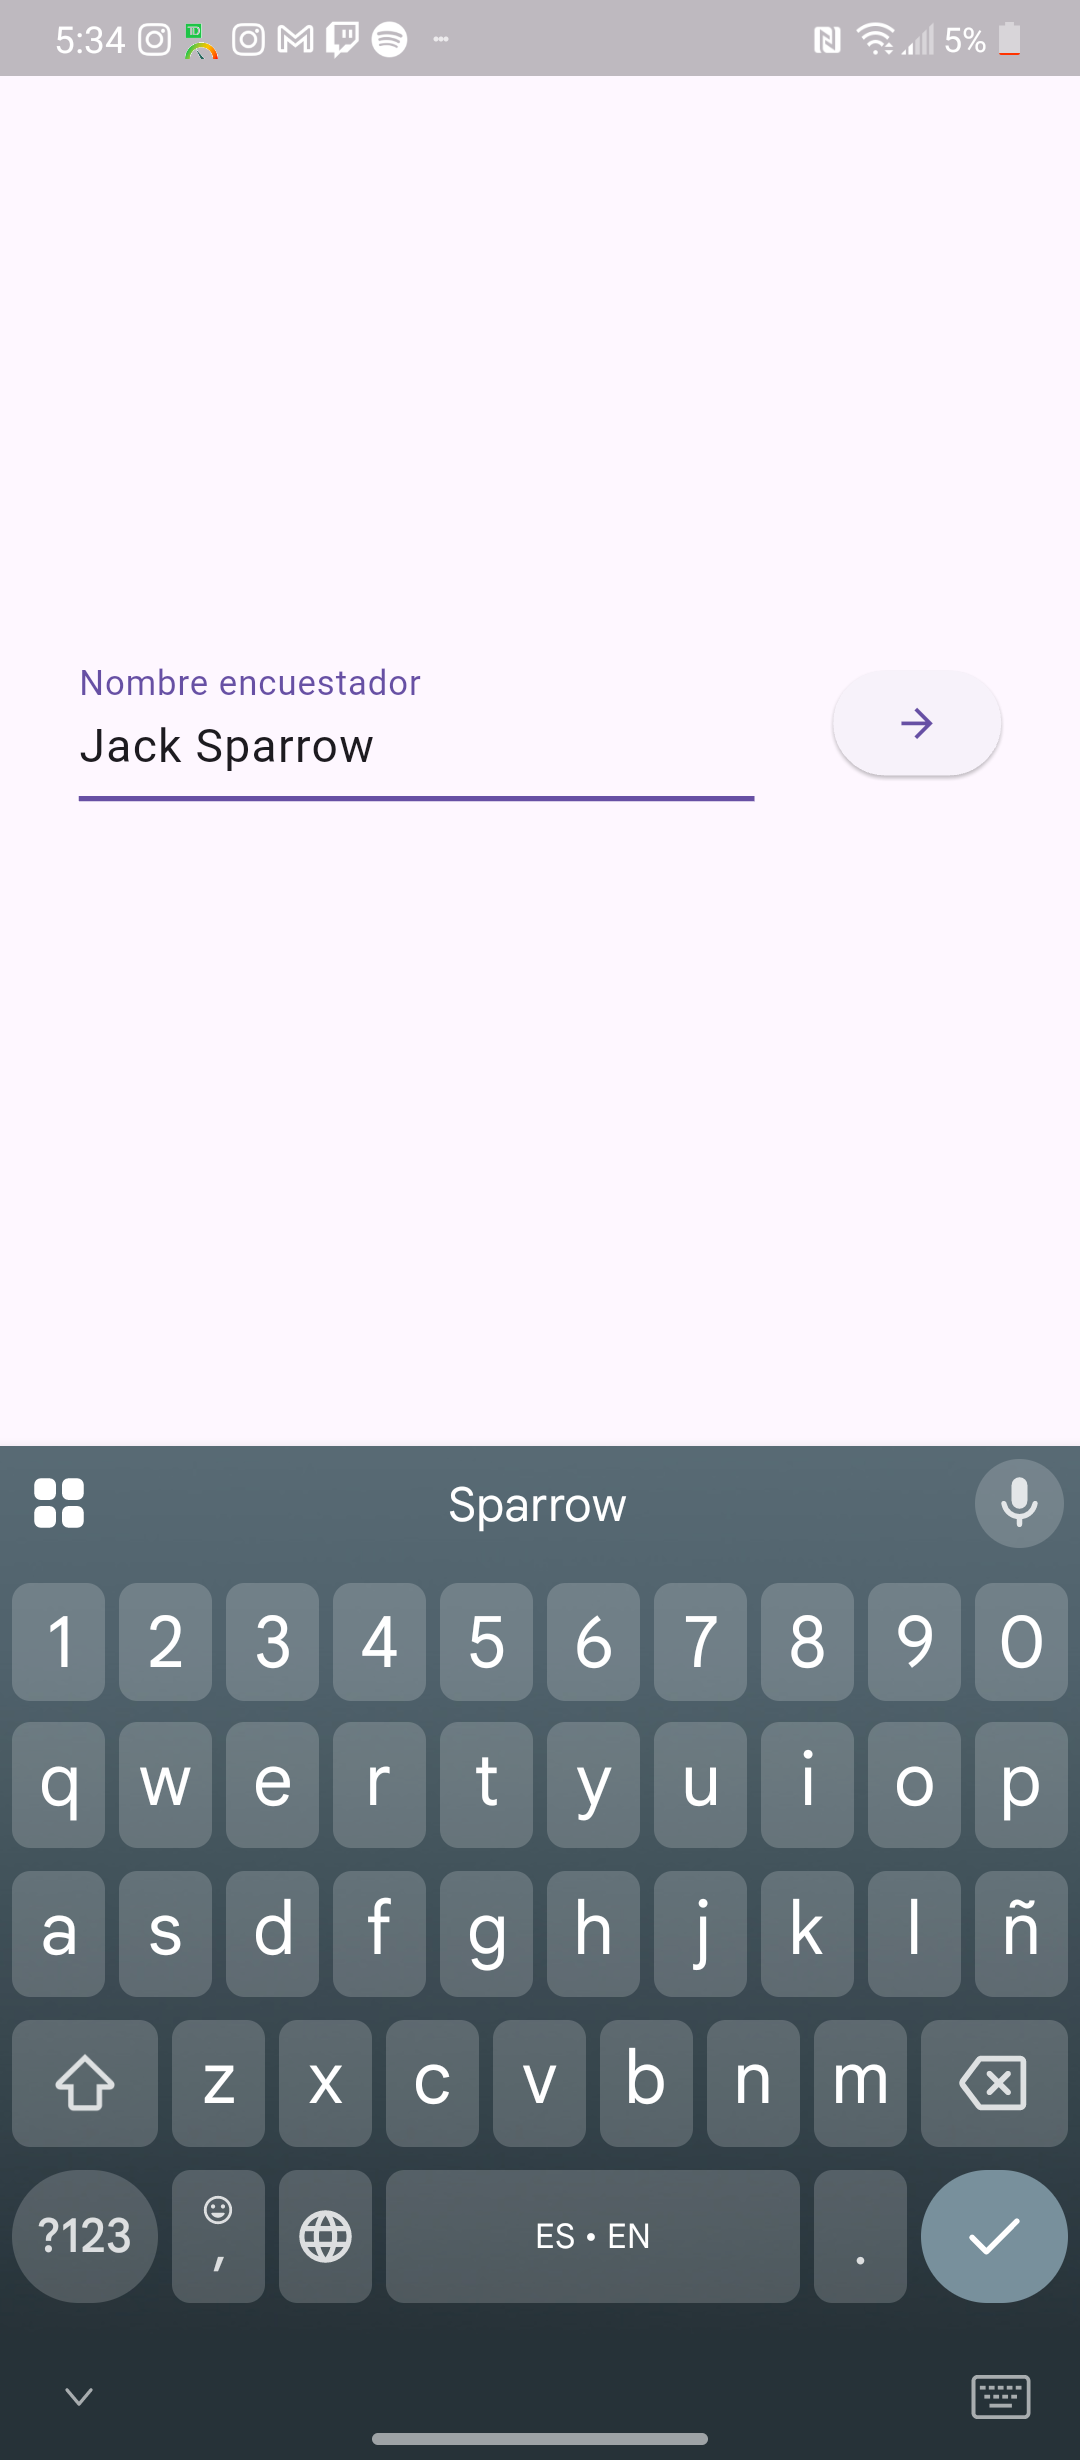 5:34 TD 5%
Nombre encuestador
Jack Sparrow
Sparrow
1 2 3 4 5 6 7 8 9 0
q w e r t y u i o p
a s d f g h j k l ñ
z x c v b n m
?123 , ES • EN .